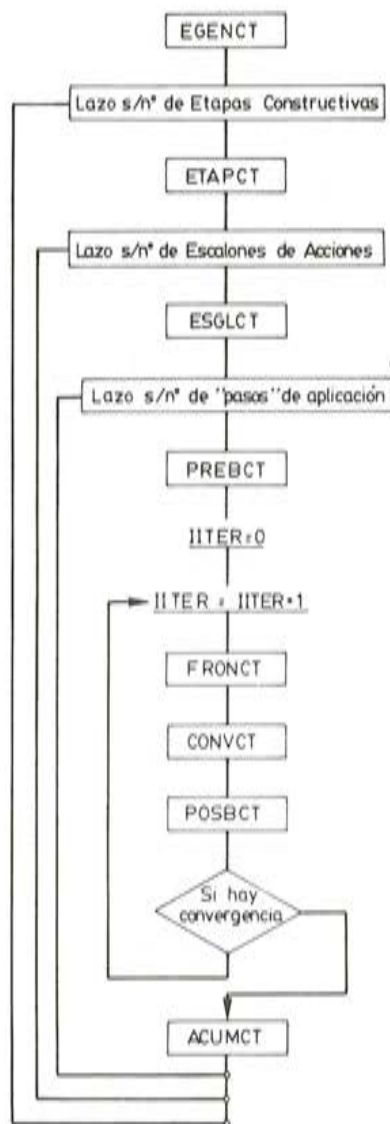 EGENCT
Lazo s/nº de Etapas Constructivas
ETAPCT
Lazo s/nº de Escalones de Acciones
ESGLCT
Lazo s/nº de "pasos" de aplicación
PREBCT
IITER=0
IITER = IITER+1
FRONCT
CONVCT
POSBCT
Si hay
convergencia
ACUMCT